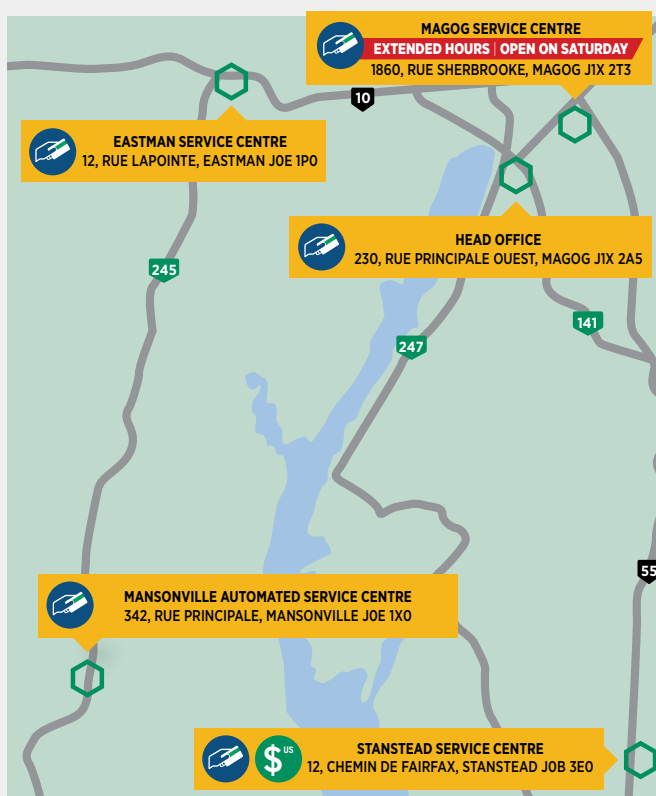 MAGOG SERVICE CENTRE
EXTENDED HOURS | OPEN ON SATURDAY
1860, RUE SHERBROOKE, MAGOG J1X 2T3
10
EASTMAN SERVICE CENTRE
12, RUE LAPOINTE, EASTMAN J0E 1P0
HEAD OFFICE
230, RUE PRINCIPALE OUEST, MAGOG J1X 2A5
245
141
247
55
MANSONVILLE AUTOMATED SERVICE CENTRE
342, RUE PRINCIPALE, MANSONVILLE J0E 1X0
$ US
STANSTEAD SERVICE CENTRE
12, CHEMIN DE FAIRFAX, STANSTEAD J0B 3E0